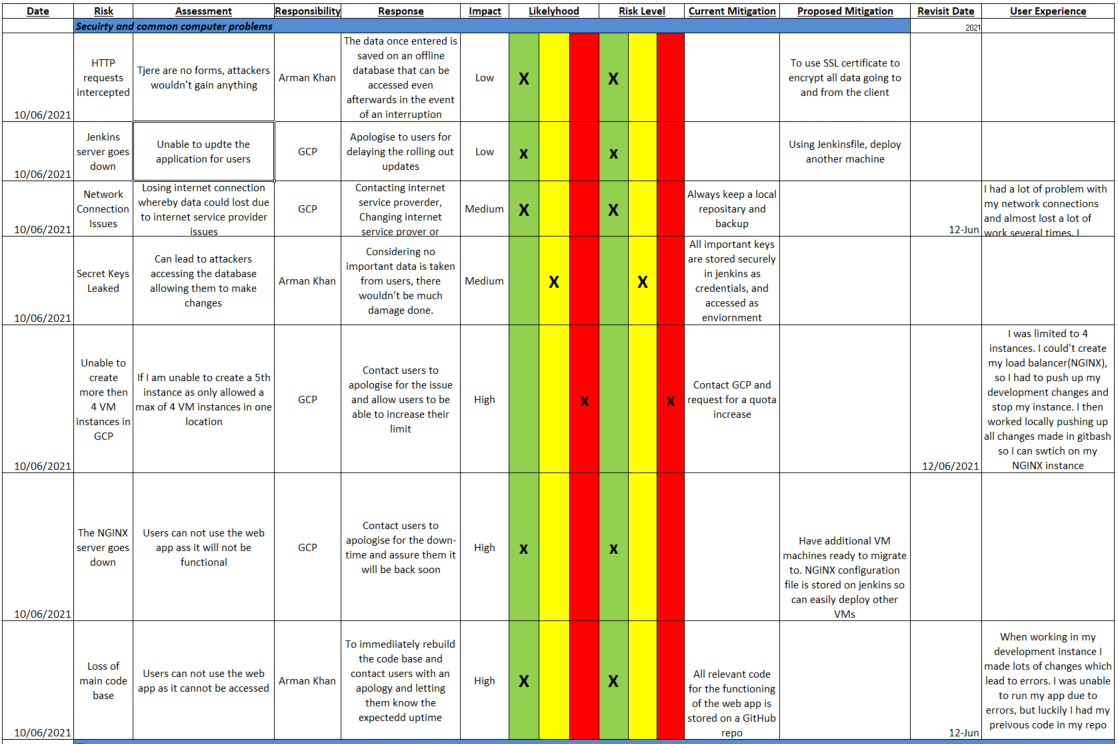 Date Risk Assessment Responsibility Response Impact Likelyhood Risk Level Current Mitigation Proposed Mitigation Revisit Date User Experience
Secuirty and common computer problems
2021
10/06/2021
HTTP
requests
intercepted
Tjere are no forms, attackers
wouldn't gain anything
Arman Khan
The data once entered is
saved on an offline
database that can be
accessed even
afterwards in the event
of an interruption
Low
X
X
To use SSL certificate to
encrypt all data going to
and from the client
10/06/2021
Jenkins
server goes
down
Unable to updte the
application for users
GCP
Apologise to users for
delaying the rolling out
updates
Low
X
X
Using Jenkinsfile, deploy
another machine
10/06/2021
Network
Connection
Issues
Losing internet connection
whereby data could lost due
to internet service provider
issues
GCP
Contacting internet
service proverder,
Changing internet
service prover or
Medium
X
X
Always keep a local
repositary and
backup
12-Jun
I had a lot of problem with
my network connections
and almost lost a lot of
work several times. I
10/06/2021
Secret Keys
Leaked
Can lead to attackers
accessing the database
allowing them to make
changes
Arman Khan
Considering no
important data is taken
from users, there
wouldn't be much
damage done.
Medium
X
X
All important keys
are stored securely
in jenkins as
credentials, and
accessed as
enviornment
10/06/2021
Unable to
create
more then
4 VM
instances in
GCP
If I am unable to create a 5th
instance as only allowed a
max of 4 VM instances in one
location
GCP
Contact users to
apologise for the issue
and allow users to be
able to increase their
limit
High
X
X
Contact GCP and
request for a quota
increase
12/06/2021
I was limited to 4
instances. I could't create
my load balancer(NGINX),
so I had to push up my
development changes and
stop my instance. I then
worked locally pushing up
all changes made in gitbash
so I can swtich on my
NGINX instance
10/06/2021
The NGINX
server goes
down
Users can not use the web
app ass it will not be
functional
GCP
Contact users to
apologise for the down-
time and assure them it
will be back soon
High
X
X
Have additional VM
machines ready to migrate
to. NGINX configuration
file is stored on jenkins so
can easily deploy other
VMs
10/06/2021
Loss of
main code
base
Users can not use the web
app as it cannot be accessed
Arman Khan
To immediiately rebuild
the code base and
contact users with an
apology and letting
them know the
expectedd uptime
High
X
X
All relevant code
for the functioning
of the web app is
stored on a GitHub
repo
12-Jun
When working in my
development instance I
made lots of changes which
lead to errors. I was unable
to run my app due to
errors, but luckily I had my
preivous code in my repo